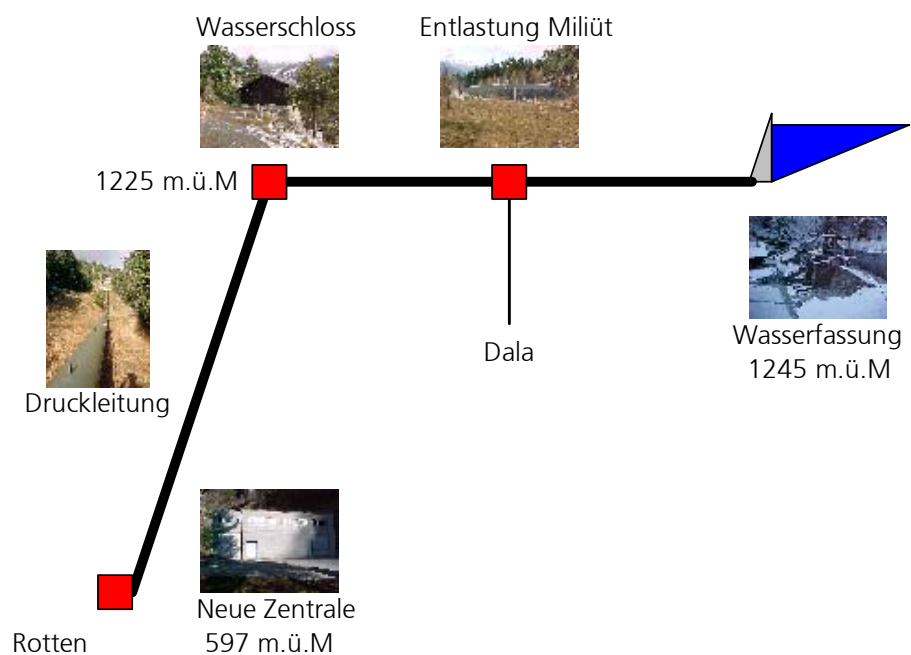 Wasserschloss
Entlastung Miliüt
1225 m.ü.M
Dala
Wasserfassung
1245 m.ü.M
Druckleitung
Neue Zentrale
597 m.ü.M
Rotten